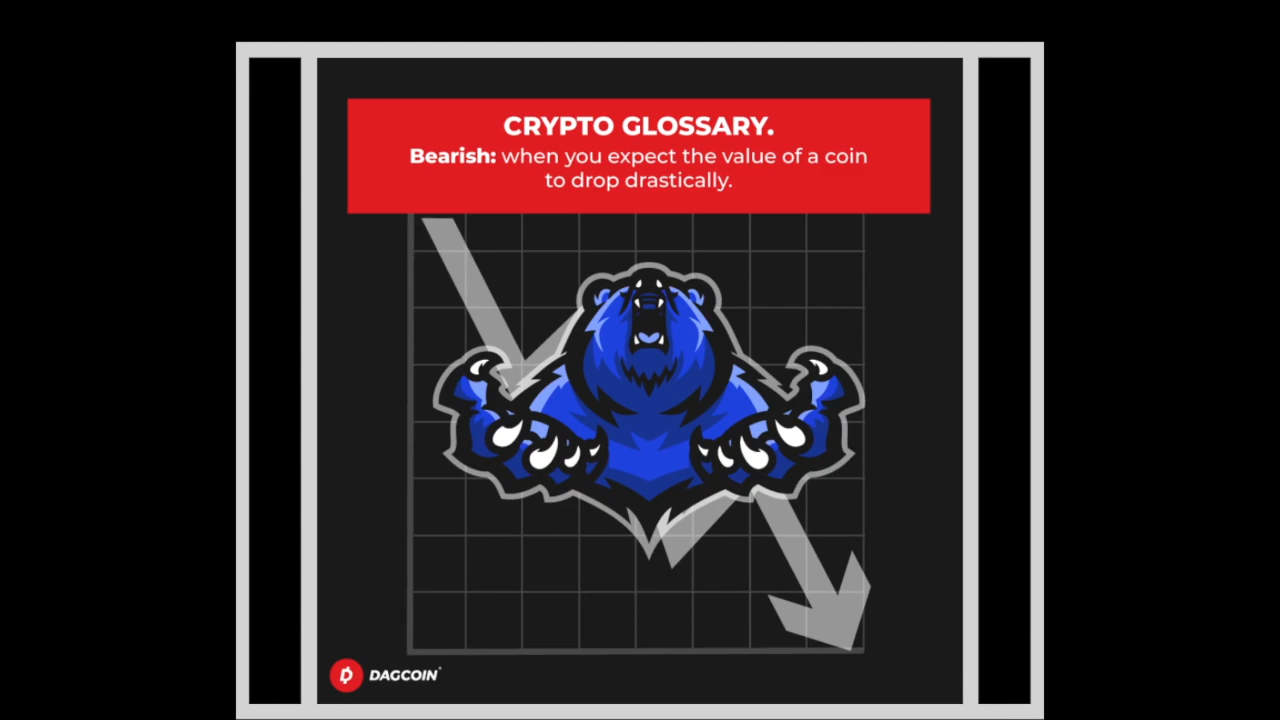 CRYPTO GLOSSARY.
Bearish: when you expect the value of a coin
to drop drastically.
DAGCOIN